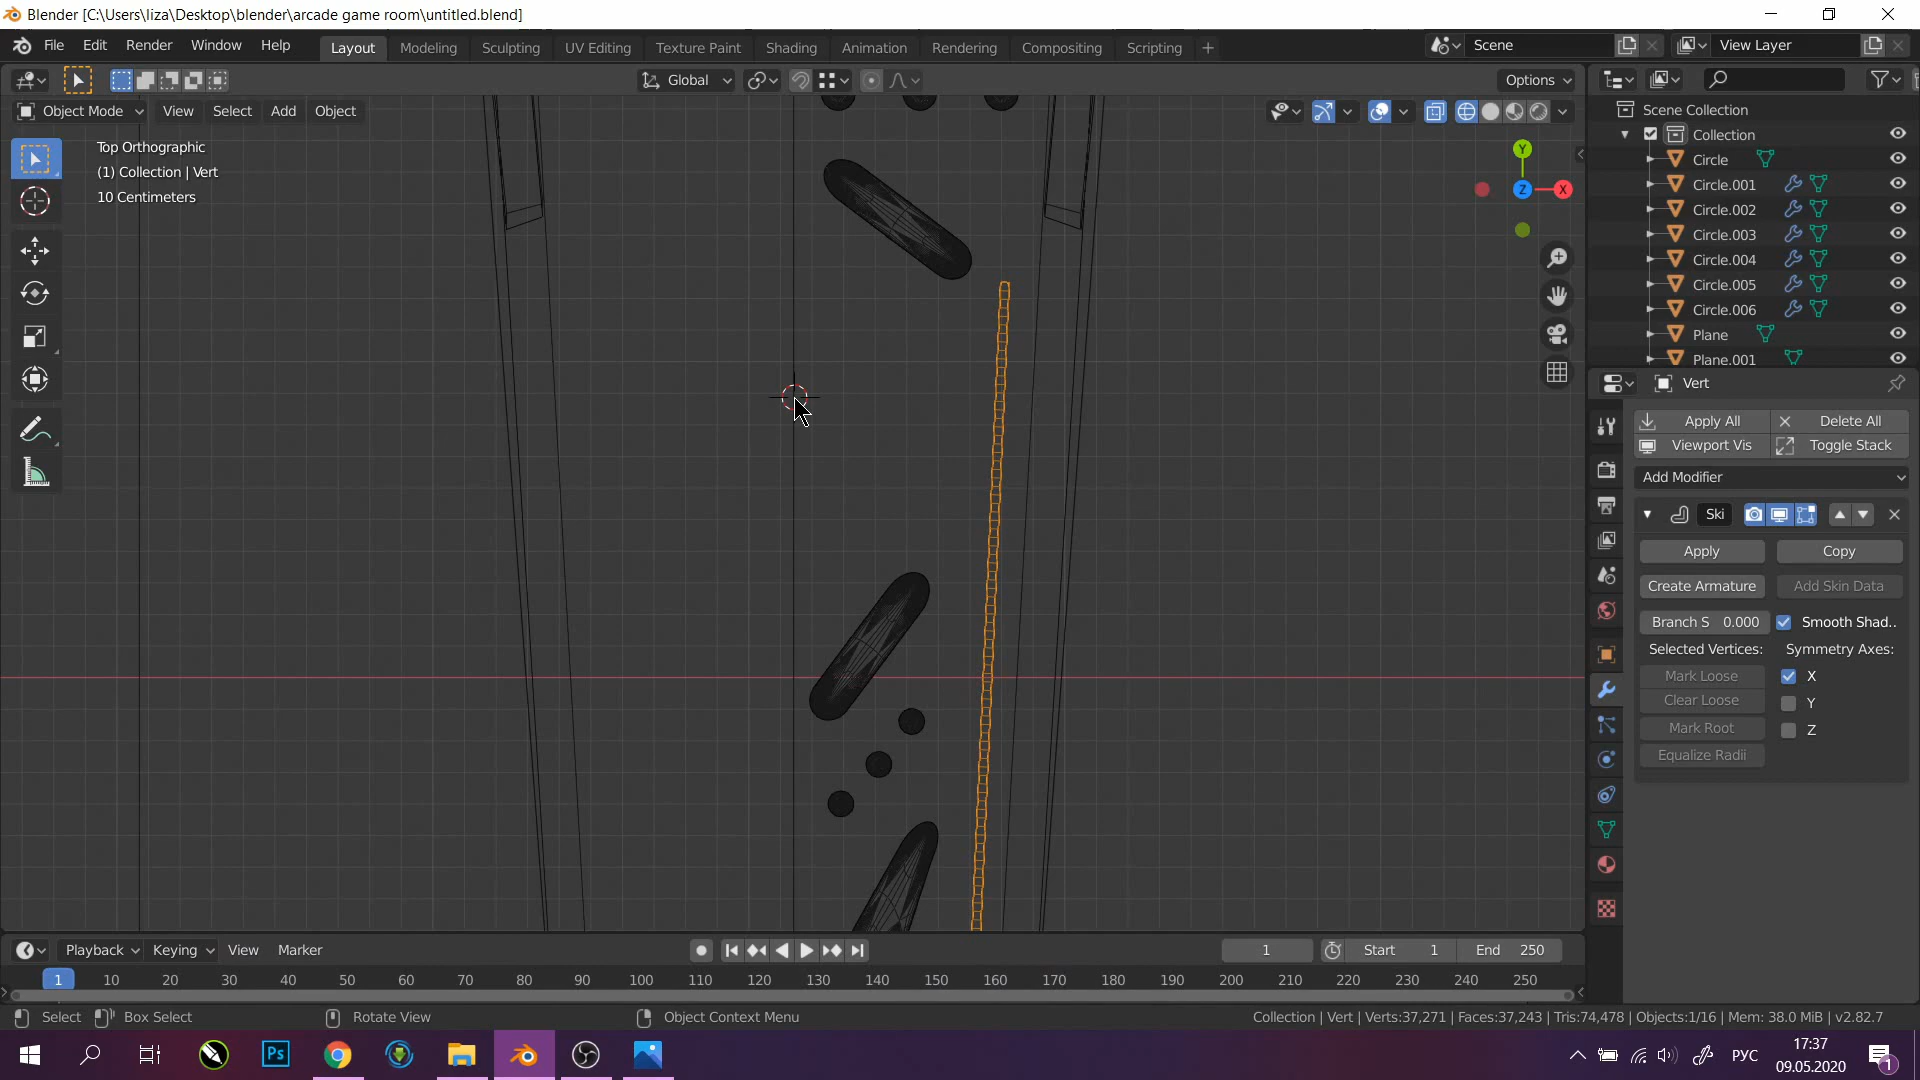 Blender [C:\Users\liza\Desktop\blender\arcade game room\untitled.blend]
File Edit Render Window Help Layout Modeling Sculpting UV Editing Texture Paint Shading Animation Rendering Compositing Scripting + Scene View Layer
Global Options
Object Mode View Select Add Object
Top Orthographic
(1) Collection | Vert
10 Centimeters
Y
Z X
Scene Collection
Collection
Circle
Circle.001
Circle.002
Circle.003
Circle.004
Circle.005
Circle.006
Plane
Plane.001
Vert
Apply All Delete All
Viewport Vis Toggle Stack
Add Modifier
Ski
Apply Copy
Create Armature Add Skin Data
Branch S 0.000 Smooth Shad..
Selected Vertices: Symmetry Axes:
Mark Loose X
Clear Loose Y
Mark Root Z
Equalize Radii
Playback Keying View Marker 1 Start 1 End 250
1 10 20 30 40 50 60 70 80 90 100 110 120 130 140 150 160 170 180 190 200 210 220 230 240 250
Select Box Select Rotate View Object Context Menu Collection | Vert | Verts:37,271 | Faces:37,243 | Tris:74,478 | Objects:1/16 | Mem: 38.0 MiB | v2.82.7
Ps РУС 17:37
09.05.2020 1